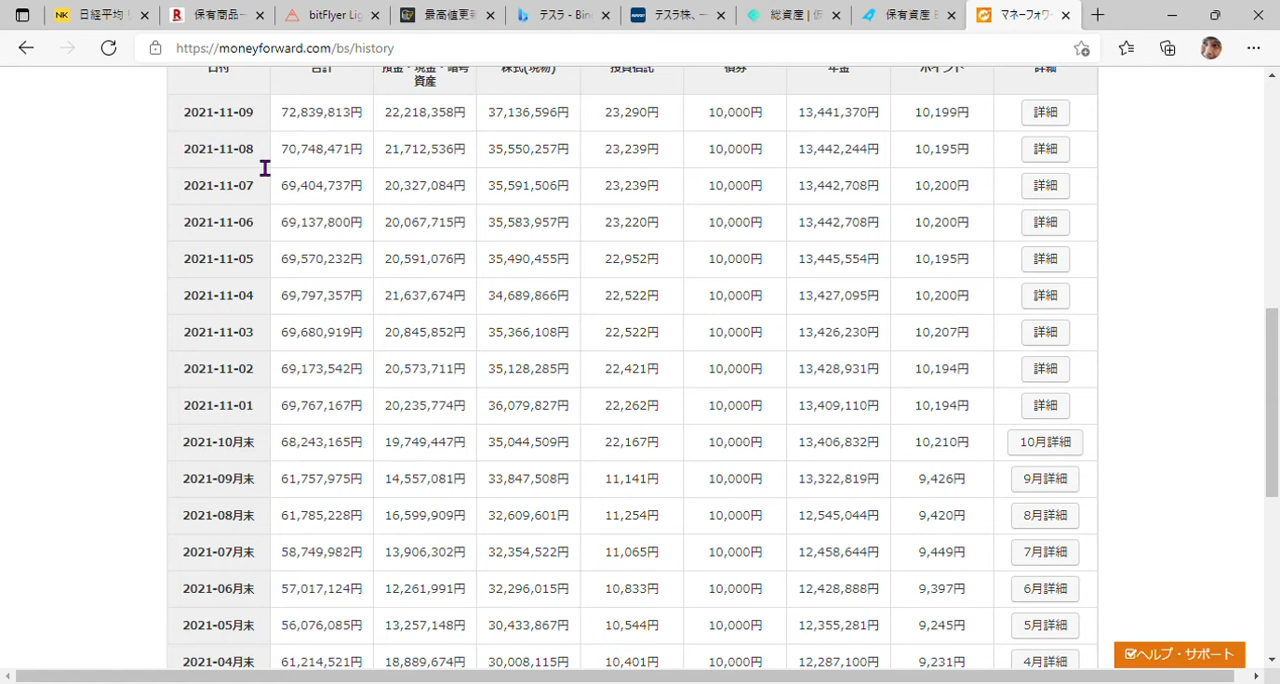 日経平均
保有商品一
bitFlyer Lig
最高値更新
テスラ - Bin
テスラ株、一
総資産 | 仮
保有資産
マネーフォワ
https://moneyforward.com/bs/history
日付 合計 預金・現金・暗号資産 株式(現物) 投資信託 債券 年金 ポイント 詳細
2021-11-09 72,839,813円 22,218,358円 37,136,596円 23,290円 10,000円 13,441,370円 10,199円 詳細
2021-11-08 70,748,471円 21,712,536円 35,550,257円 23,239円 10,000円 13,442,244円 10,195円 詳細
2021-11-07 69,404,737円 20,327,084円 35,591,506円 23,239円 10,000円 13,442,708円 10,200円 詳細
2021-11-06 69,137,800円 20,067,715円 35,583,957円 23,220円 10,000円 13,442,708円 10,200円 詳細
2021-11-05 69,570,232円 20,591,076円 35,490,455円 22,952円 10,000円 13,445,554円 10,195円 詳細
2021-11-04 69,797,357円 21,637,674円 34,689,866円 22,522円 10,000円 13,427,095円 10,200円 詳細
2021-11-03 69,680,919円 20,845,852円 35,366,108円 22,522円 10,000円 13,426,230円 10,207円 詳細
2021-11-02 69,173,542円 20,573,711円 35,128,285円 22,421円 10,000円 13,428,931円 10,194円 詳細
2021-11-01 69,767,167円 20,235,774円 36,079,827円 22,262円 10,000円 13,409,110円 10,194円 詳細
2021-10月末 68,243,165円 19,749,447円 35,044,509円 22,167円 10,000円 13,406,832円 10,210円 10月詳細
2021-09月末 61,757,975円 14,557,081円 33,847,508円 11,141円 10,000円 13,322,819円 9,426円 9月詳細
2021-08月末 61,785,228円 16,599,909円 32,609,601円 11,254円 10,000円 12,545,044円 9,420円 8月詳細
2021-07月末 58,749,982円 13,906,302円 32,354,522円 11,065円 10,000円 12,458,644円 9,449円 7月詳細
2021-06月末 57,017,124円 12,261,991円 32,296,015円 10,833円 10,000円 12,428,888円 9,397円 6月詳細
2021-05月末 56,076,085円 13,257,148円 30,433,867円 10,544円 10,000円 12,355,281円 9,245円 5月詳細
2021-04月末 61,214,521円 18,889,674円 30,008,115円 10,401円 10,000円 12,287,100円 9,231円 4月詳細
ヘルプ・サポート